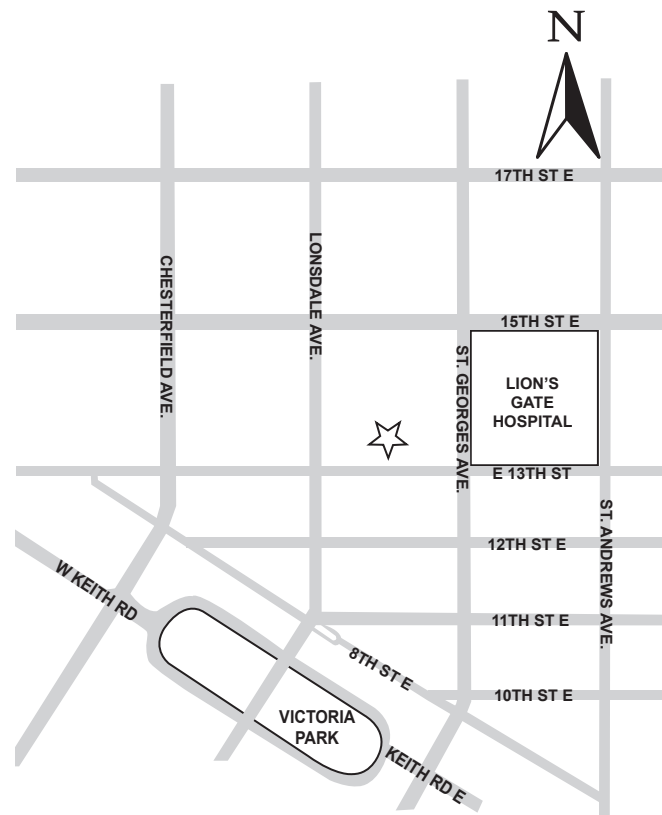 N
17TH ST E
CHESTERFIELD AVE.
LONSDALE AVE.
15TH ST E
ST. GEORGES AVE.
LION'S
GATE
HOSPITAL
E 13TH ST
ST. ANDREWS AVE.
12TH ST E
W KEITH RD
11TH ST E
8TH ST E
10TH ST E
VICTORIA
PARK
KEITH RD E